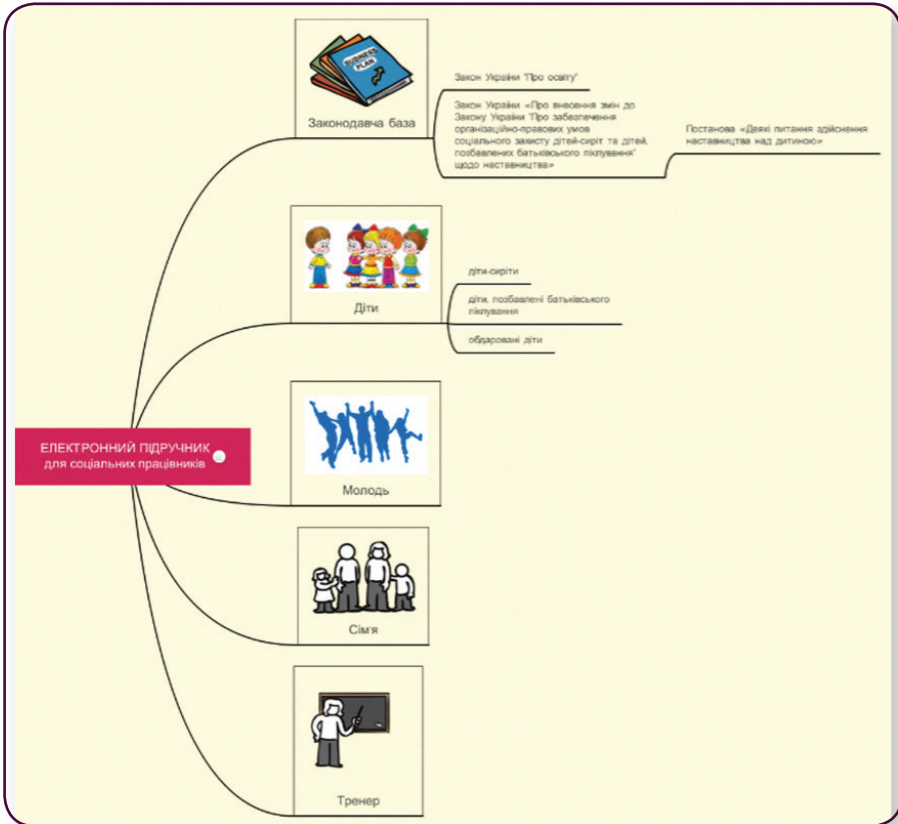 BUSINESS
PLAN
Законодавча база
Закон України "Про освіту"
Закон України «Про внесення змін до
Закону України "Про забезпечення
організаційно-правових умов
соціального захисту дітей-сиріт та дітей,
позбавлених батьківського піклування"
щодо наставництва»
Постанова «Деякі питання здійснення
наставництва над дитиною»
Діти
діти-сиріти
діти, позбавлені батьківського
піклування
обдаровані діти
ЕЛЕКТРОННИЙ ПІДРУЧНИК
для соціальних працівників
Молодь
Сім'я
Тренер